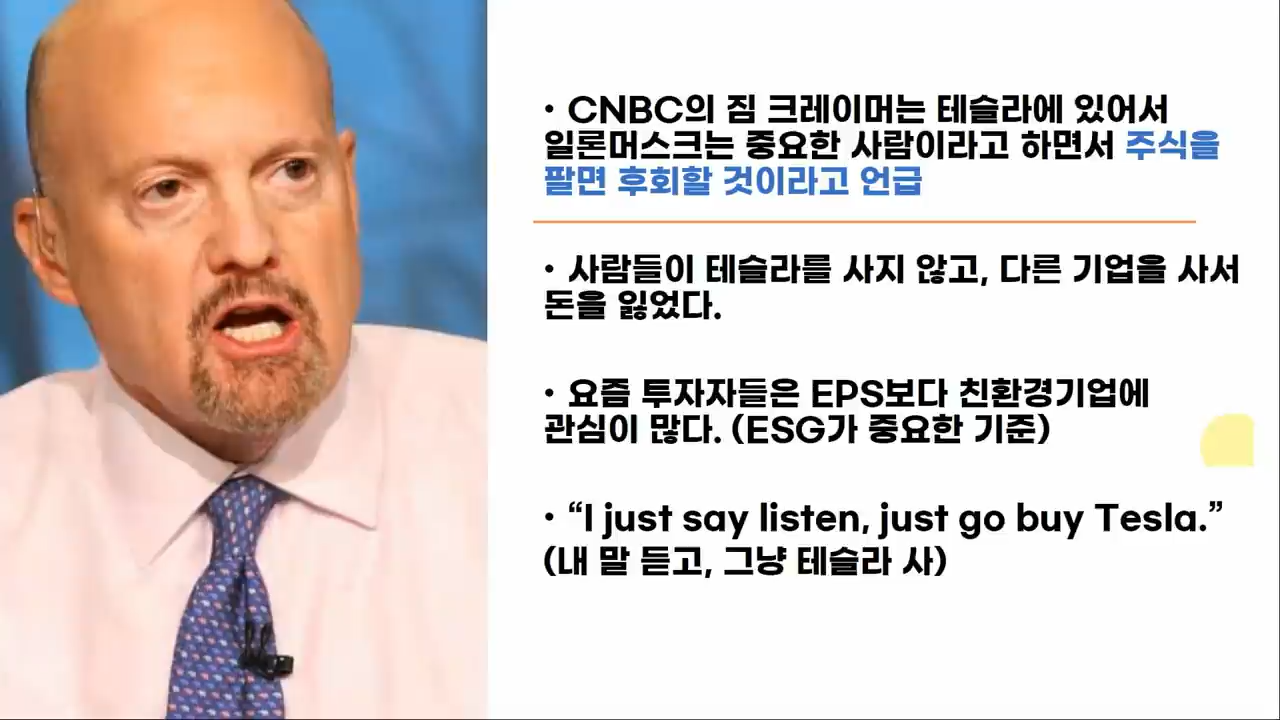 • CNBC의 짐 크레이머는 테슬라에 있어서
일론머스크는 중요한 사람이라고 하면서 주식을
팔면 후회할 것이라고 언급
• 사람들이 테슬라를 사지 않고, 다른 기업을 사서
돈을 잃었다.
• 요즘 투자자들은 EPS보다 친환경기업에
관심이 많다. (ESG가 중요한 기준)
• “I just say listen, just go buy Tesla.”
(내 말 듣고, 그냥 테슬라 사)